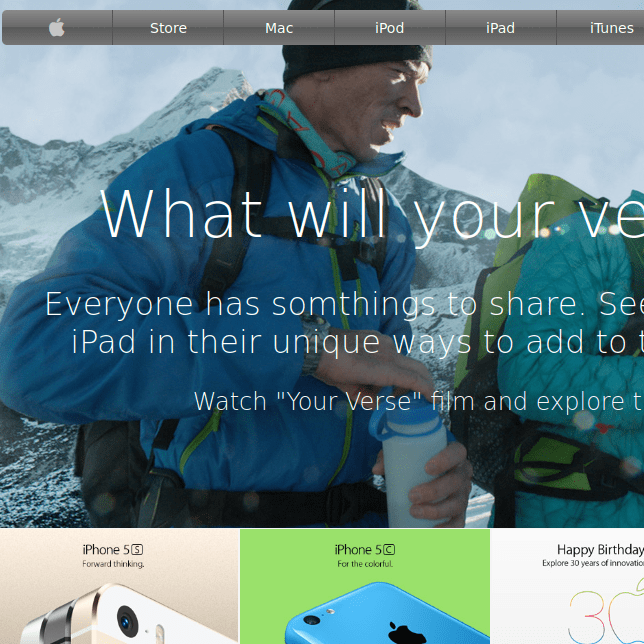 Store Mac iPod iPad iTunes
What will your ve
Everyone has somthings to share. See
iPad in their unique ways to add to t
Watch "Your Verse" film and explore t
iPhone 5S
Forward thinking.
iPhone 5C
For the colorful.
Happy Birthday
Explore 30 years of innovatio
30